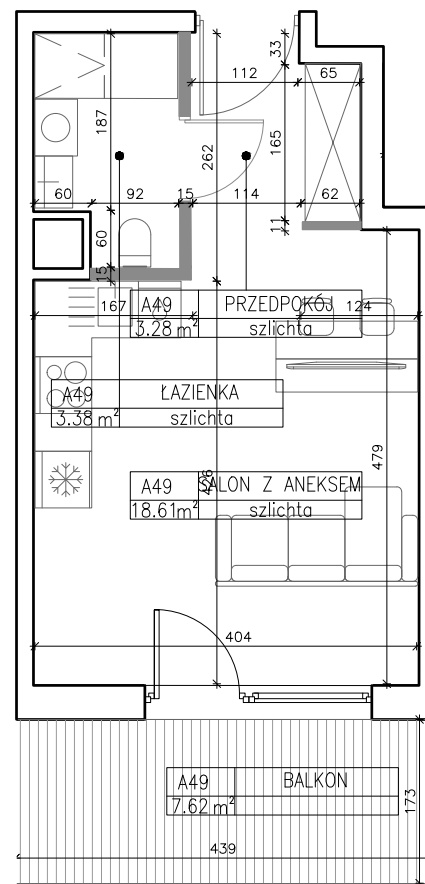 33
112
65
187
262
165
60
92
15
114
62
60
11
15
167
124
A49 PRZEDPOKÓJ
3.28 m² szlichta
A49 ŁAZIENKA
3.38 m² szlichta
479
426
A49 SALON Z ANEKSEM
18.61m² szlichta
404
A49 BALKON
7.62 m²
173
439